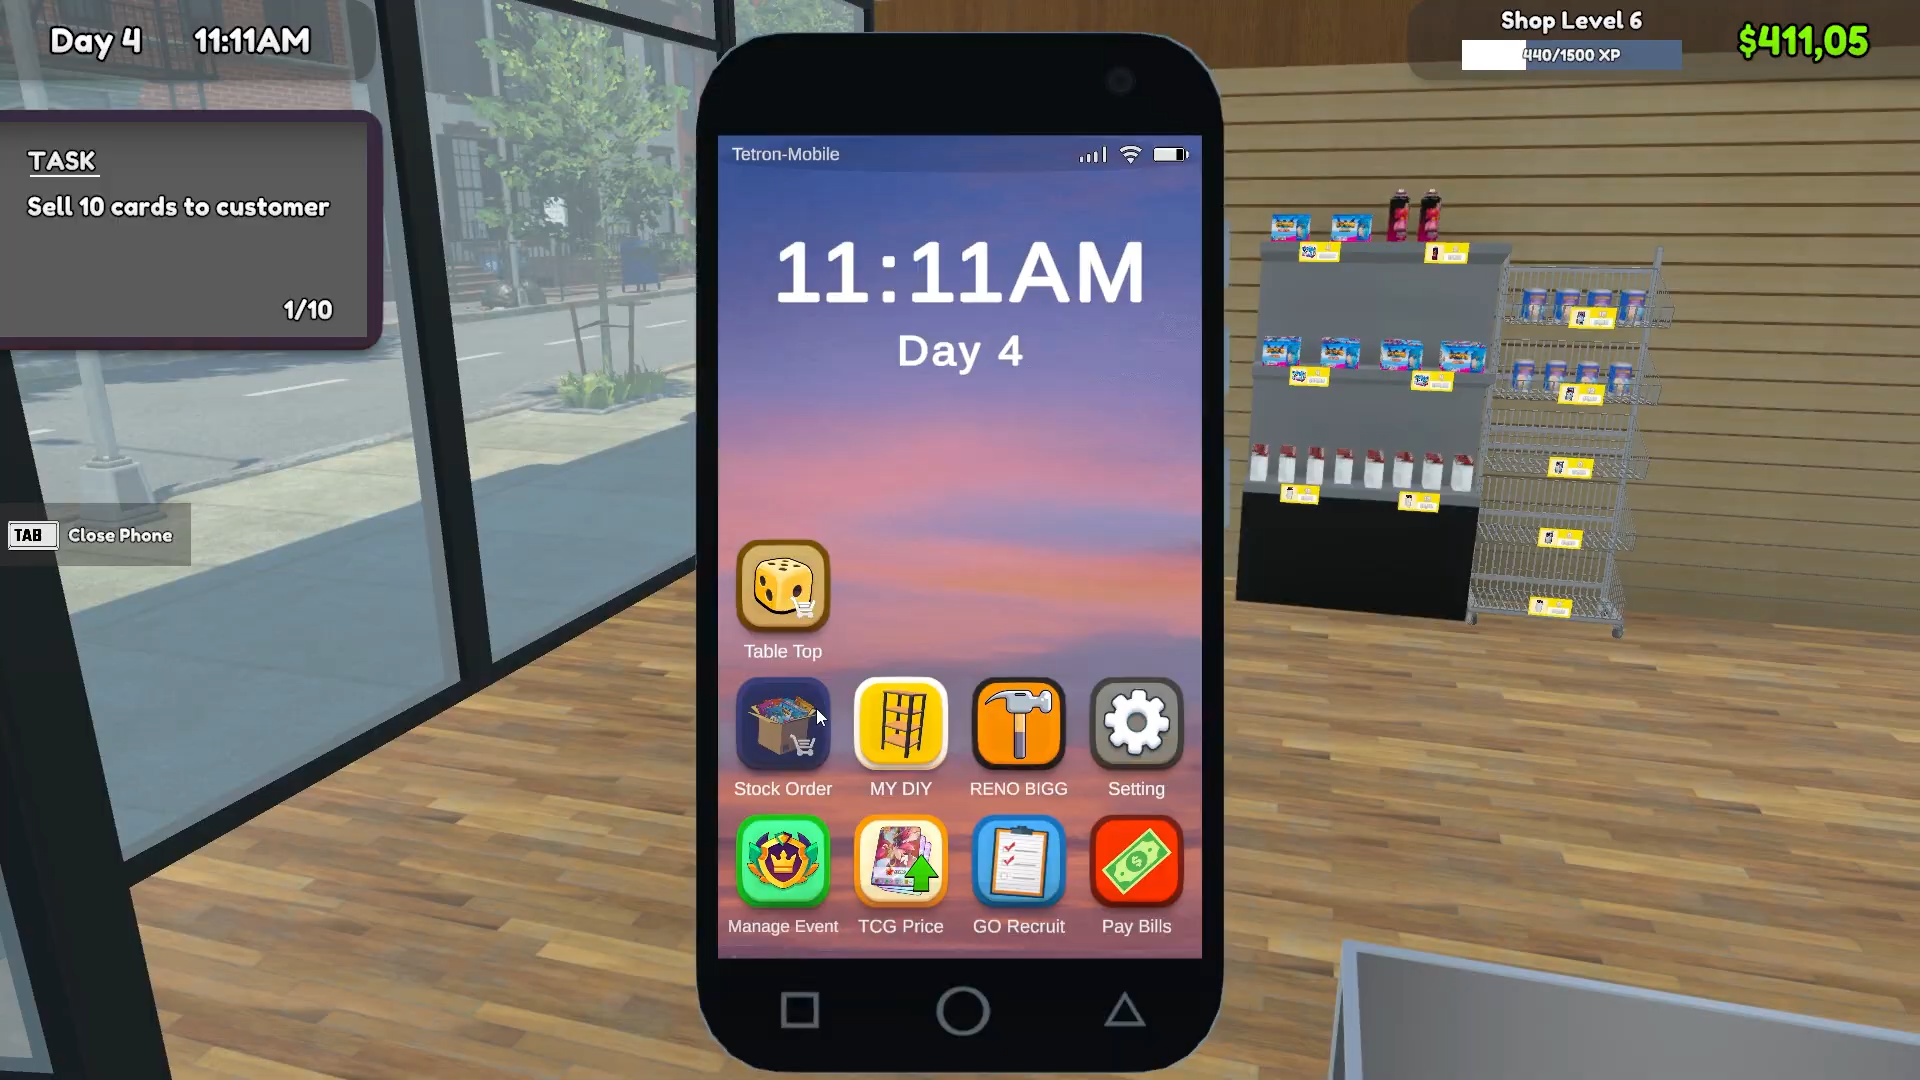 Day 4
11:11AM
Shop Level 6
440/1500 XP
$411,05
TASK
Sell 10 cards to customer
1/10
TAB
Close Phone
Tetron-Mobile
11:11AM
Day 4
Table Top
Stock Order
MY DIY
RENO BIGG
Setting
Manage Event
TCG Price
GO Recruit
Pay Bills